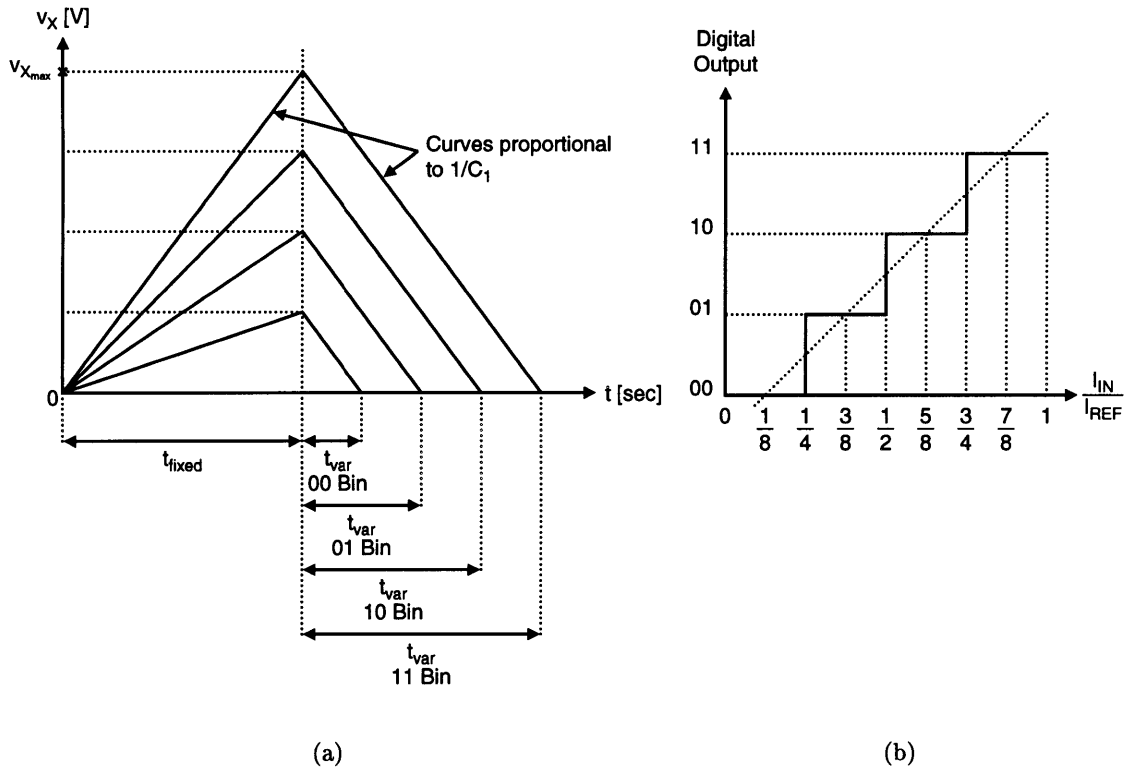 v_X [V]
v_Xmax
Curves proportional
to 1/C_1
0
t [sec]
t_fixed
t_var
00 Bin
t_var
01 Bin
t_var
10 Bin
t_var
11 Bin
(a)
Digital
Output
11
10
01
00
0
1/8
1/4
3/8
1/2
5/8
3/4
7/8
1
I_IN
I_REF
(b)